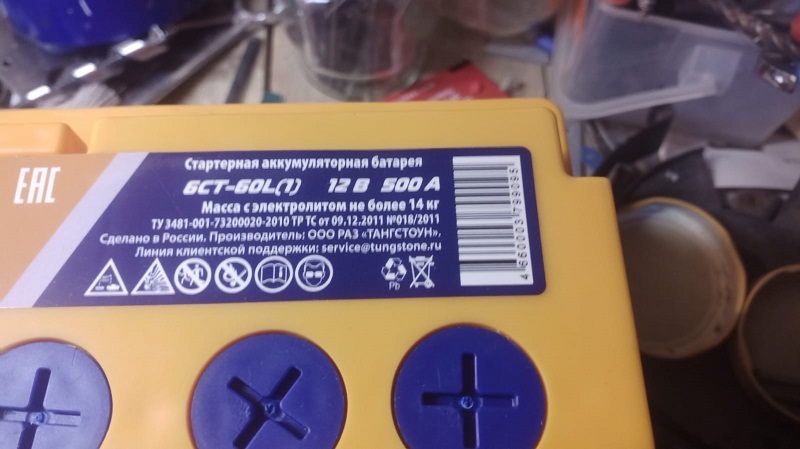 EAC
Стартерная аккумуляторная батарея
6СТ-60L(1) 12 В 500 А
Масса с электролитом не более 14 кг
ТУ 3481-001-73200020-2010 ТР ТС от 09.12.2011 №018/2011
Сделано в России. Производитель: ООО РАЗ «ТАНГСТОУН».
Линия клиентской поддержки: service@tungstone.ru
Pb
4660003799095